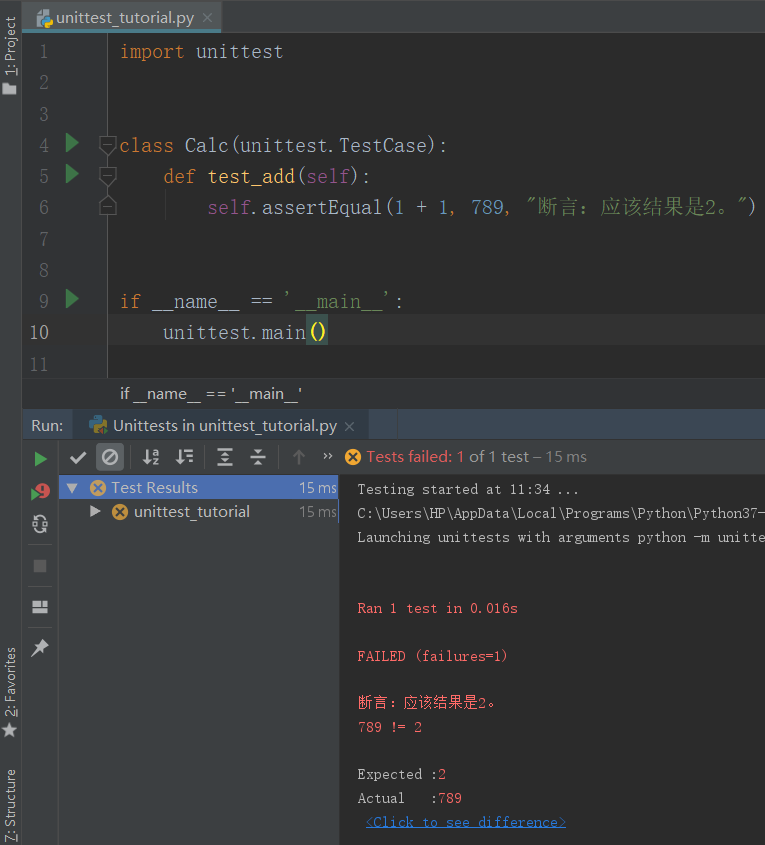 unittest_tutorial.py
1: Project
1 import unittest
2
3
4 class Calc(unittest.TestCase):
5 def test_add(self):
6 self.assertEqual(1 + 1, 789, "断言：应该结果是2。")
7
8
9 if __name__ == '__main__':
10 unittest.main()
11
if __name__ == '__main__'
Run: Unittests in unittest_tutorial.py
Tests failed: 1 of 1 test – 15 ms
Test Results 15 ms
unittest_tutorial 15 ms
Testing started at 11:34 ...
C:\Users\HP\AppData\Local\Programs\Python\Python37-
Launching unittests with arguments python -m unitte
Ran 1 test in 0.016s
FAILED (failures=1)
断言：应该结果是2。
789 != 2
Expected :2
Actual :789
<Click to see difference>
2: Favorites
7: Structure